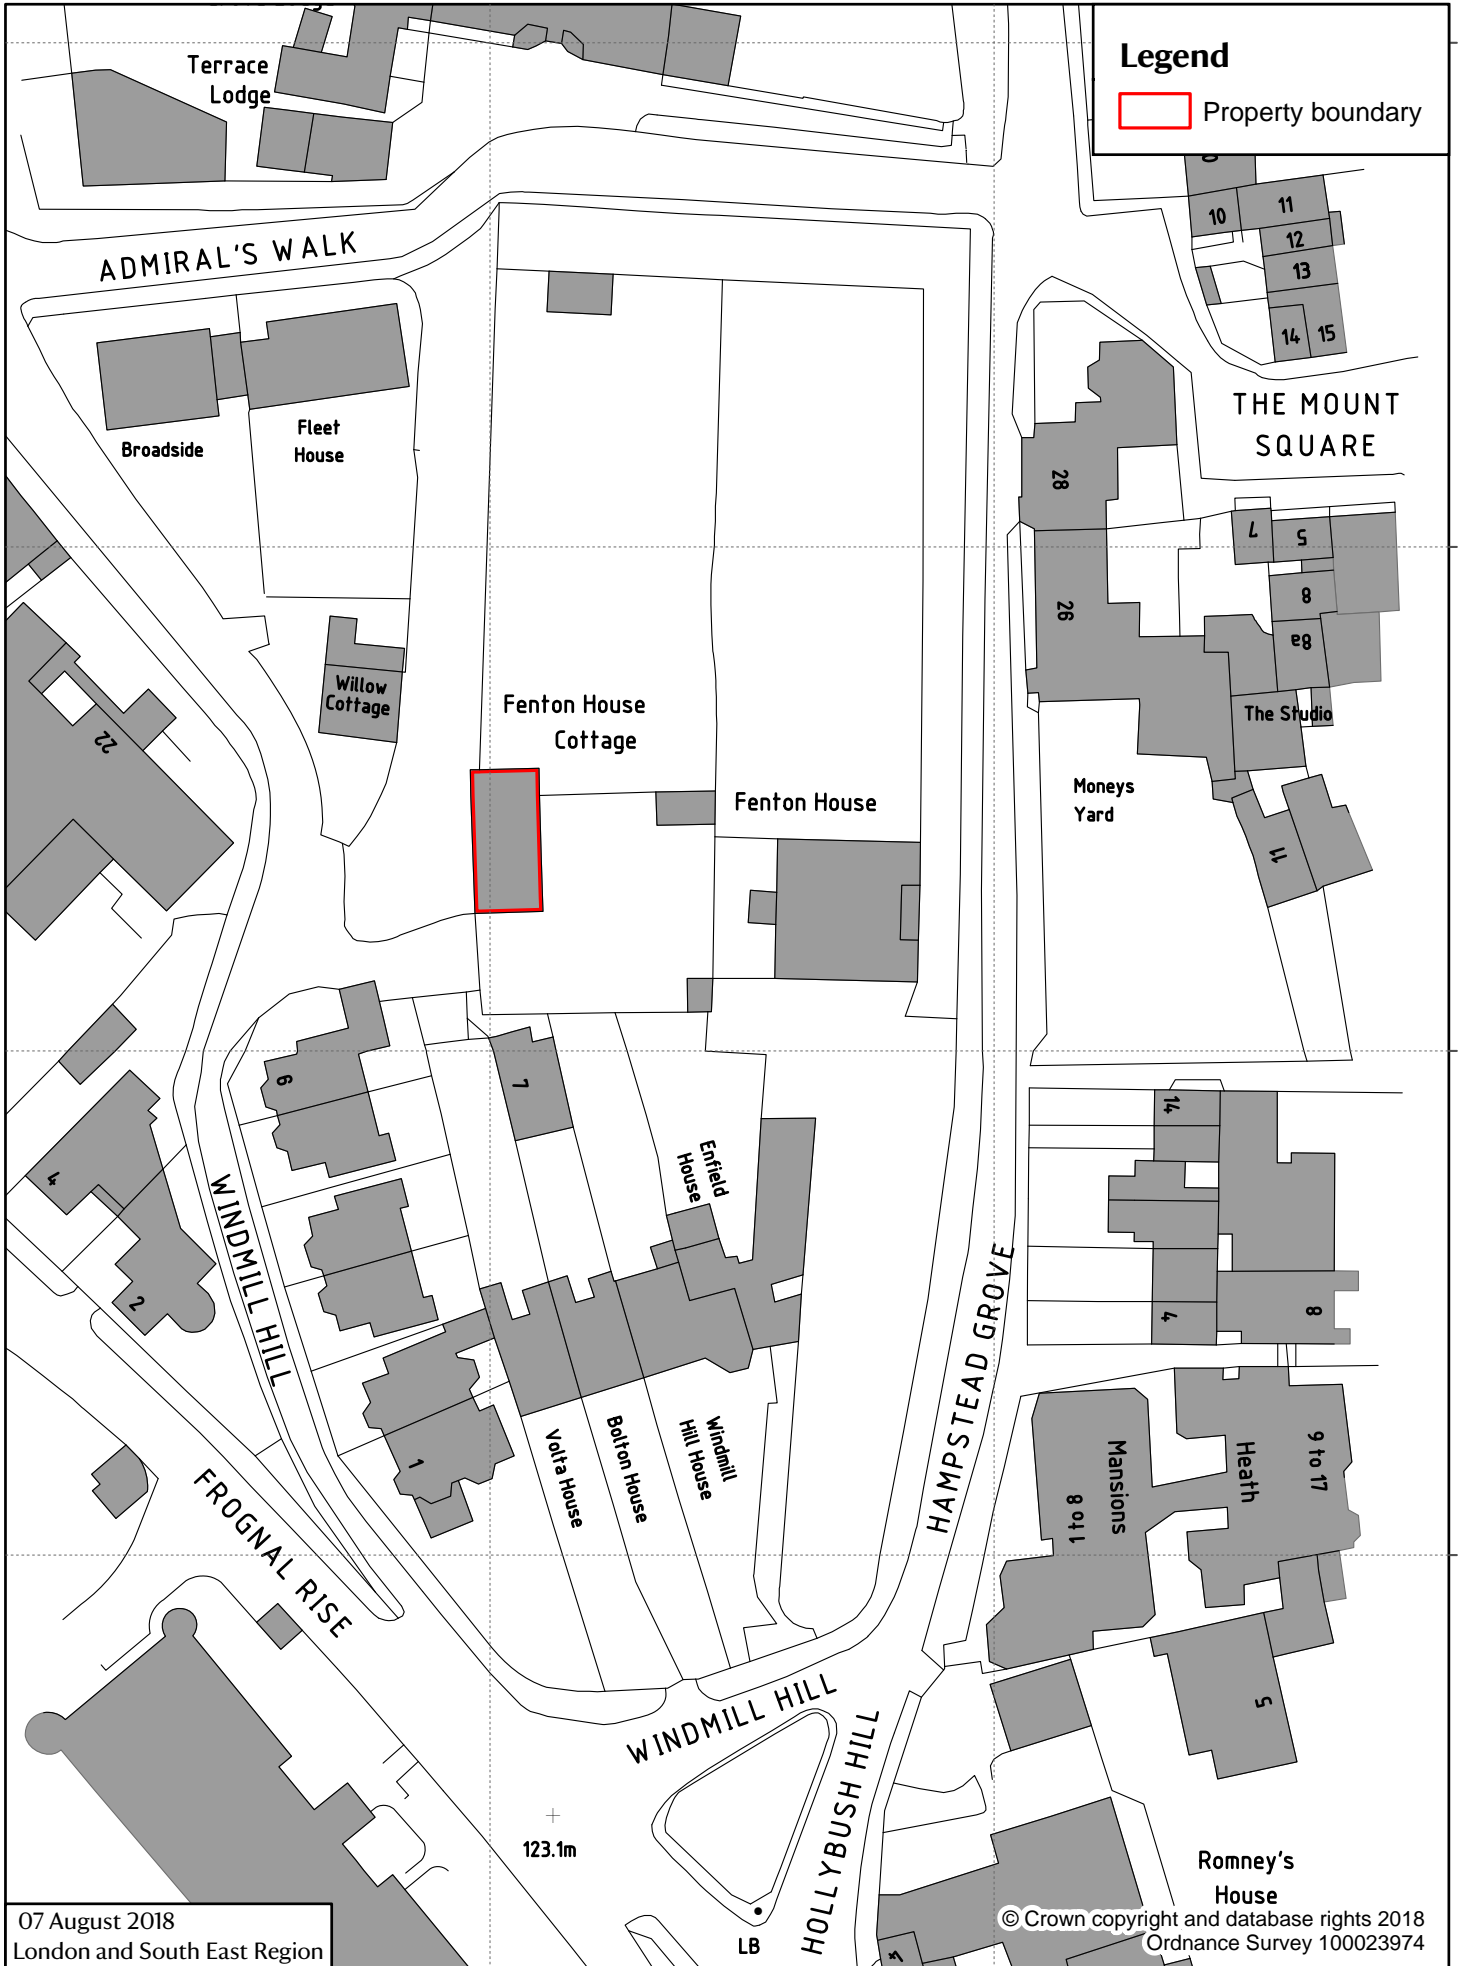 Legend
Property boundary
Terrace
Lodge
10
11
12
13
14
15
ADMIRAL'S WALK
Broadside
Fleet
House
THE MOUNT
SQUARE
28
7
5
8
8a
26
The Studio
Willow
Cottage
22
Fenton House
Cottage
Fenton House
Moneys
Yard
11
6
7
14
Enfield
House
4
2
WINDMILL HILL
4
8
HAMPSTEAD GROVE
1
Volta House
Bolton House
Windmill
Hill House
1 to 8
Mansions
Heath
9 to 17
FROGNAL RISE
5
WINDMILL HILL
HOLLYBUSH HILL
123.1m
LB
Romney's
House
07 August 2018
London and South East Region
© Crown copyright and database rights 2018
Ordnance Survey 100023974